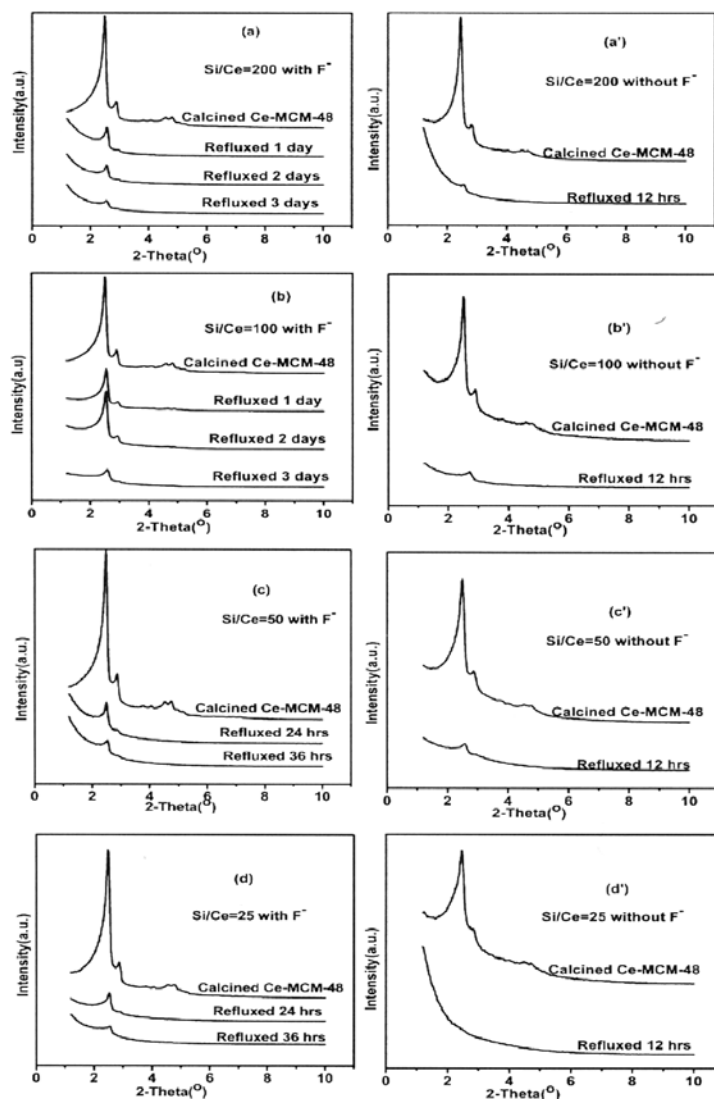 (a)
Si/Ce=200 with F⁻
Calcined Ce-MCM-48
Refluxed 1 day
Refluxed 2 days
Refluxed 3 days
Intensity(a.u.)
0 2 4 6 8 10
2-Theta(O)
(a')
Si/Ce=200 without F⁻
Calcined Ce-MCM-48
Refluxed 12 hrs
Intensity(a.u.)
0 2 4 6 8 10
2-Theta(O)
(b)
Si/Ce=100 with F⁻
Calcined Ce-MCM-48
Refluxed 1 day
Refluxed 2 days
Refluxed 3 days
Intensity(a.u)
0 2 4 6 8 10
2-Theta(O)
(b')
Si/Ce=100 without F⁻
Calcined Ce-MCM-48
Refluxed 12 hrs
Intensity(a.u.)
0 2 4 6 8 10
2-Theta(O)
(c)
Si/Ce=50 with F⁻
Calcined Ce-MCM-48
Refluxed 24 hrs
Refluxed 36 hrs
Intensity(a.u.)
0 2 4 6 8 10
2-Theta(O)
(c')
Si/Ce=50 without F⁻
Calcined Ce-MCM-48
Refluxed 12 hrs
Intensity(a.u.)
0 2 4 6 8 10
2-Theta(O)
(d)
Si/Ce=25 with F⁻
Calcined Ce-MCM-48
Refluxed 24 hrs
Refluxed 36 hrs
Intensity(a.u.)
0 2 4 6 8 10
2-Theta(O)
(d')
Si/Ce=25 without F⁻
Calcined Ce-MCM-48
Refluxed 12 hrs
Intensity(a.u.)
0 2 4 6 8 10
2-Theta(O)